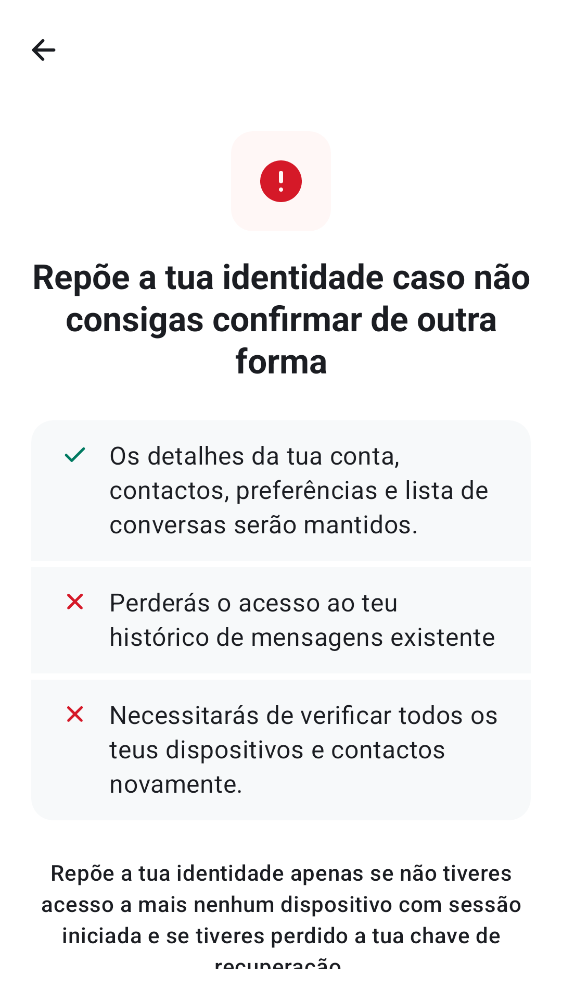 Repõe a tua identidade caso não
consigas confirmar de outra
forma
Os detalhes da tua conta,
contactos, preferências e lista de
conversas serão mantidos.
Perderás o acesso ao teu
histórico de mensagens existente
Necessitarás de verificar todos os
teus dispositivos e contactos
novamente.
Repõe a tua identidade apenas se não tiveres
acesso a mais nenhum dispositivo com sessão
iniciada e se tiveres perdido a tua chave de
recuperação.